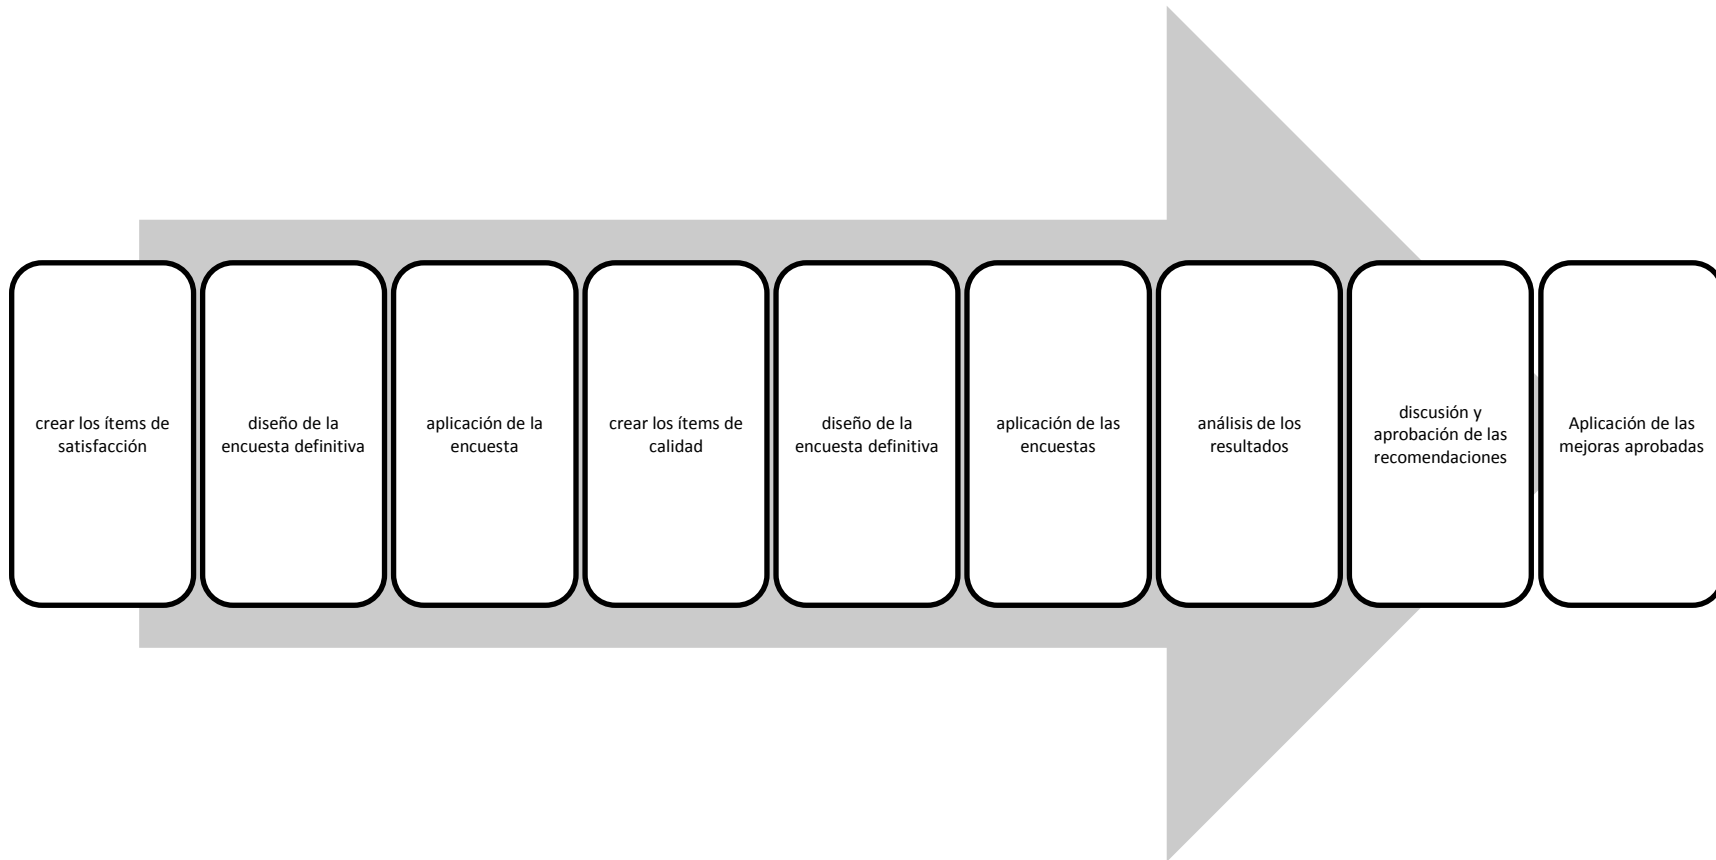 crear los ítems de
satisfacción
diseño de la
encuesta definitiva
aplicación de la
encuesta
crear los ítems de
calidad
diseño de la
encuesta definitiva
aplicación de las
encuestas
análisis de los
resultados
discusión y
aprobación de las
recomendaciones
Aplicación de las
mejoras aprobadas